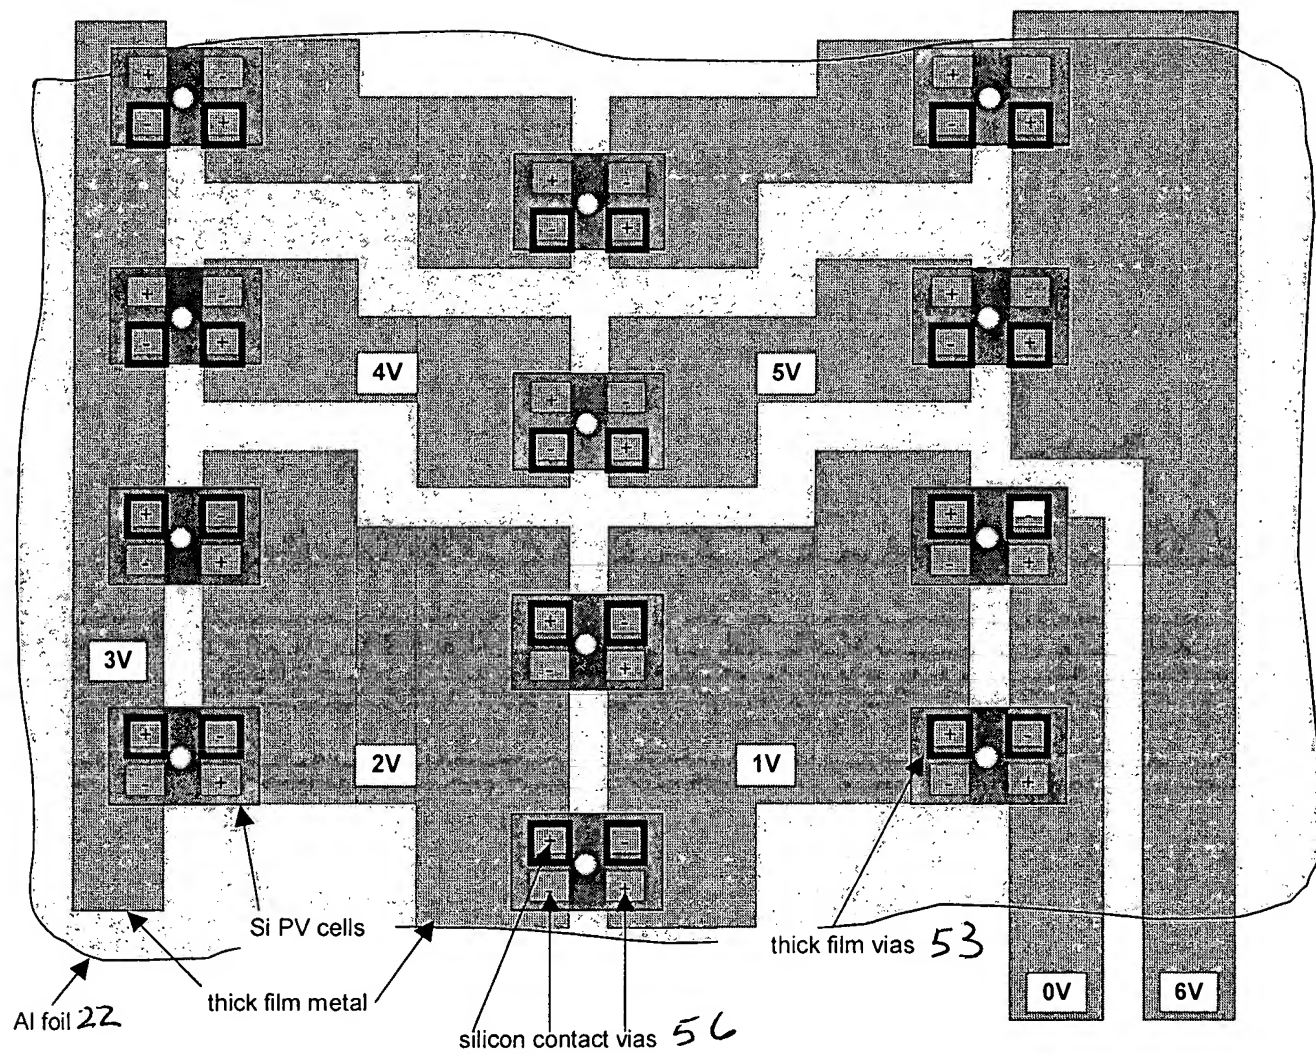 + - + -
- + - +
+ -
- +
+ - + -
- + - +
4V 5V
+ -
- +
+ - + -
- + - +
+ -
3V
- +
+ - + -
2V 1V
- + - +
+ -
- +
Si PV cells
thick film vias 53
0V 6V
thick film metal
Al foil 22
silicon contact vias 56